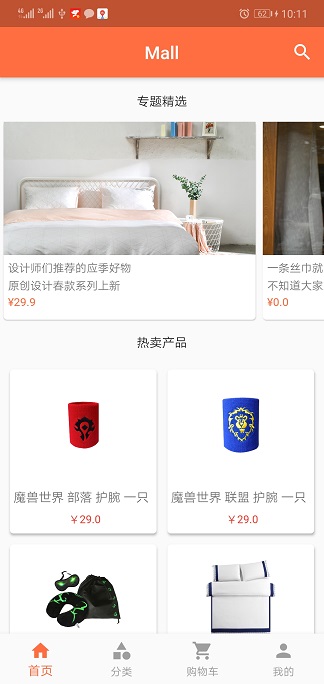 4G 2G 62 10:11
Mall
专题精选
设计师们推荐的应季好物
原创设计春款系列上新
¥29.9
一条丝巾就
不知道大家
¥0.0
热卖产品
魔兽世界 部落 护腕 一只
￥29.0
魔兽世界 联盟 护腕 一只
￥29.0
首页
分类
购物车
我的